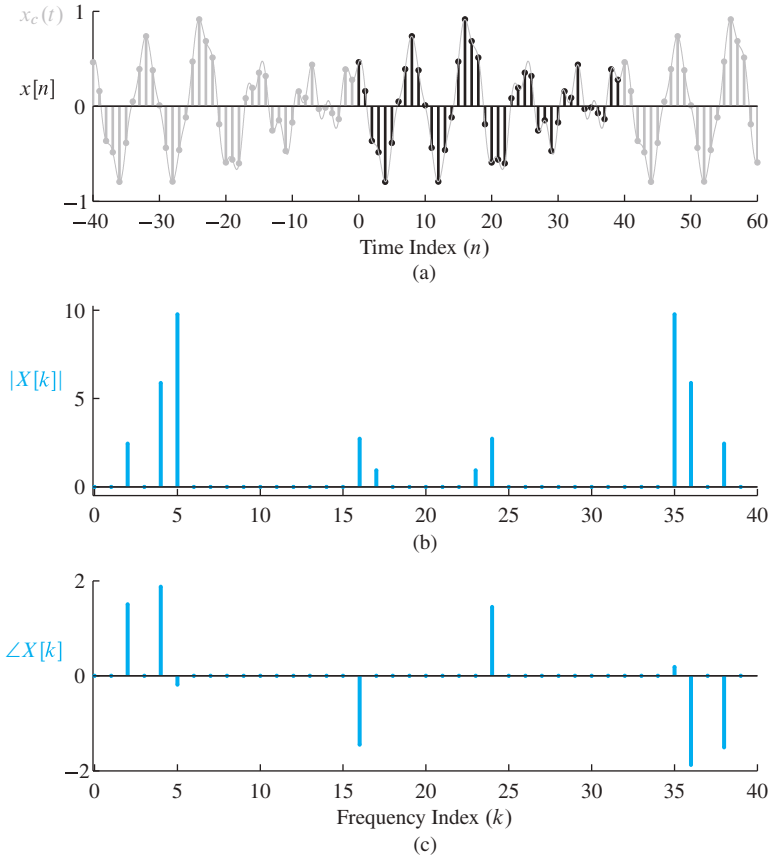 x_c(t)
x[n]
1
0
−1
−40 −30 −20 −10 0 10 20 30 40 50 60
Time Index (n)
(a)
|X[k]|
10
5
0
0 5 10 15 20 25 30 35 40
(b)
∠X[k]
2
0
−2
0 5 10 15 20 25 30 35 40
Frequency Index (k)
(c)